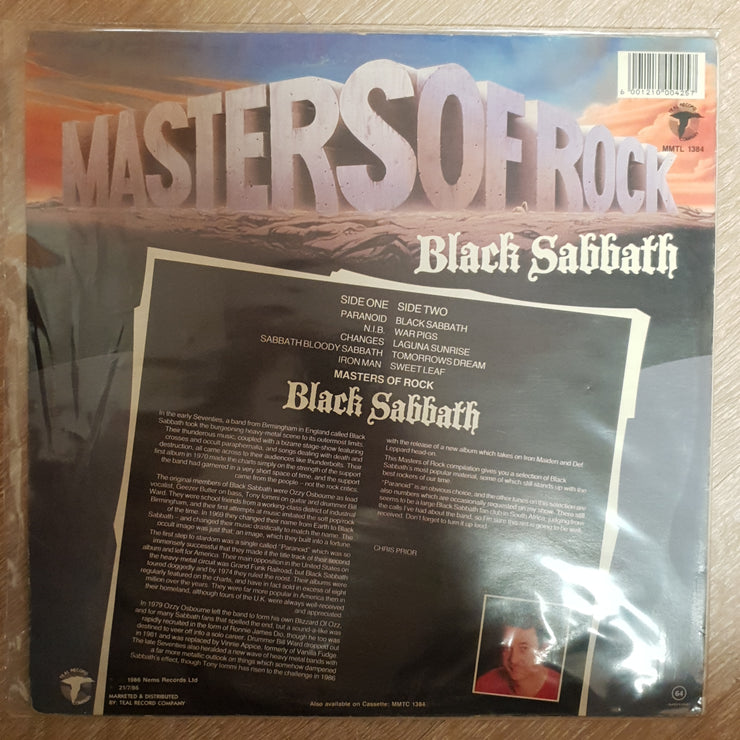 6 001210 004257
TEAL RECORD
COMPANY
MMTL 1384
MASTERS OF ROCK
Black Sabbath
SIDE ONE SIDE TWO
PARANOID BLACK SABBATH
N.I.B. WAR PIGS
CHANGES LAGUNA SUNRISE
SABBATH BLOODY SABBATH TOMORROWS DREAM
IRON MAN SWEET LEAF
MASTERS OF ROCK
Black Sabbath
In the early Seventies, a band from Birmingham in England called Black
Sabbath took the burgeoning heavy-metal scene to its outermost limits.
Their thunderous music, coupled with a bizarre stage-show featuring
crosses and occult paraphernalia, and songs dealing with death and
destruction, all came across to their audiences like thunderbolts. Their
first album in 1970 made the charts simply on the strength of the support
the band had garnered in a very short space of time, and the support
came from the people - not the rock critics.
The original members of Black Sabbath were Ozzy Osbourne as lead
vocalist, Geezer Butler on bass, Tony Iommi on guitar and drummer Bill
Ward. They were school friends from a working-class district of industrial
Birmingham, and their first attempts at music imitated the soft pop/rock
of the time. In 1969 they changed their name from Earth to Black
Sabbath - and changed their music drastically to match the name. The
occult image was just that; an image, which they built into a fortune.
The first step to stardom was a single called "Paranoid" which was so
immensely successful that they made it the title track of their second
album and left for America. Their main opposition in the United States on
the heavy-metal circuit was Grand Funk Railroad, but Black Sabbath
toured doggedly and by 1974 they ruled the roost. Their albums were
regularly featured on the charts, and have in fact sold in excess of eight
million over the years. They were far more popular in America then in
their homeland, although tours of the U.K. were always well-received
and appreciated.
In 1979 Ozzy Osbourne left the band to form his own Blizzard Of Ozz
and for many Sabbath fans that spelled the end, but a sound-a-like was
rapidly recruited in the form of Ronnie James Dio, though he too was
destined to veer off into a solo career. Drummer Bill Ward dropped out
in 1981 and was replaced by Vinnie Appice, formerly of Vanilla Fudge.
The late Seventies also heralded a new wave of heavy metal bands with
a far more metallic outlook on things which somehow dampened
Sabbath's effect, though Tony Iommi has risen to the challenge in 1986
with the release of a new album which takes on Iron Maiden and Def
Leppard head-on.
This Masters of Rock compilation gives you a selection of Black
Sabbath's most popular material, some of which still stands up with the
best rockers of our time.
"Paranoid" is an obvious choice, and the other tunes on this selection are
also numbers which are occasionally requested on my show. There still
exists a large Black Sabbath fan club in South Africa, judging from
the calls I've had about the band, so I'm sure this set is going to be well
received. Don't forget to turn it up loud.
CHRIS PRIOR
TEAL RECORD
COMPANY
1986 Nems Records Ltd
21/7/86
MARKETED & DISTRIBUTED
BY: TEAL RECORD COMPANY
Also available on Cassette: MMTC 1384
64